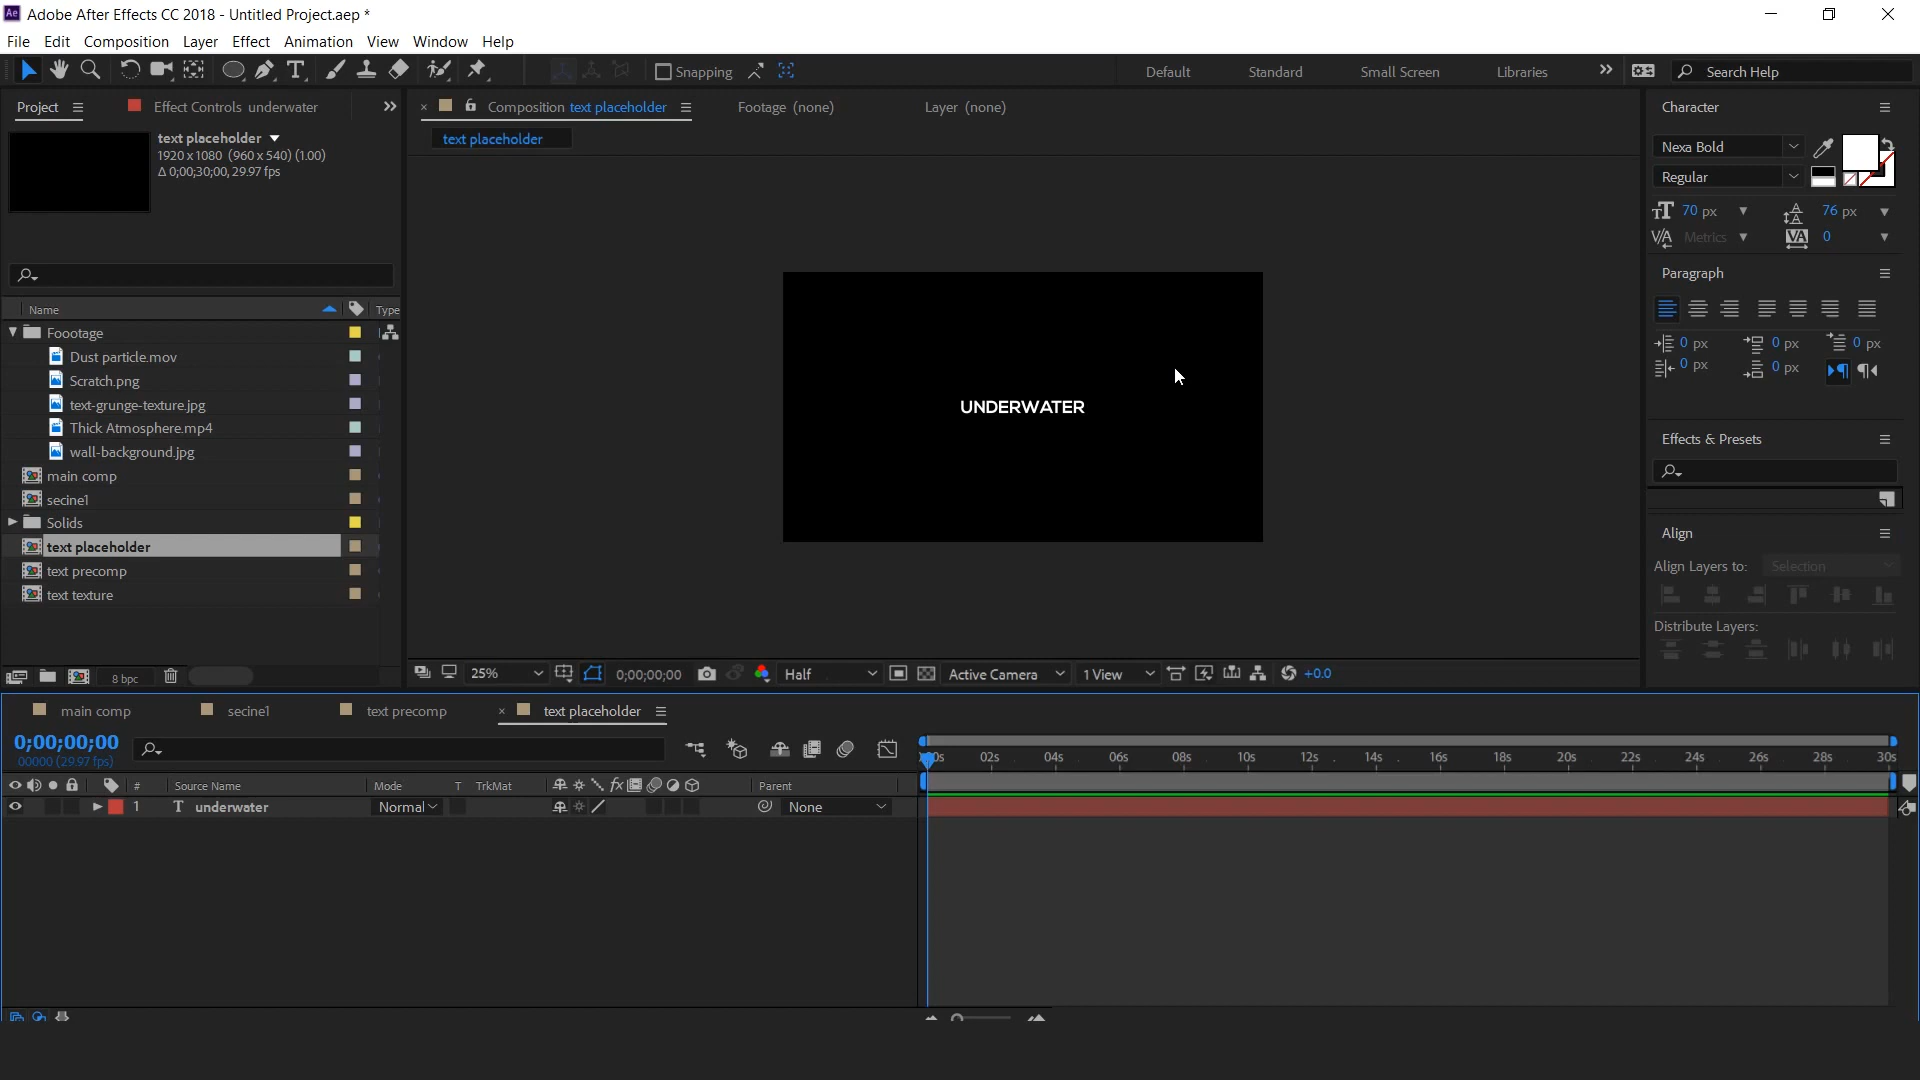 Adobe After Effects CC 2018 - Untitled Project.aep *
File Edit Composition Layer Effect Animation View Window Help
Snapping
Default Standard Small Screen Libraries
Search Help
Project
Effect Controls underwater
Composition text placeholder
Footage (none)
Layer (none)
text placeholder
text placeholder
1920 x 1080 (960 x 540) (1.00)
Δ 0;00;30;00, 29.97 fps
Name Type
Foootage
Dust particle.mov
Scratch.png
text-grunge-texture.jpg
Thick Atmosphere.mp4
wall-background.jpg
main comp
secine1
Solids
text placeholder
text precomp
text texture
8 bpc
UNDERWATER
25%
0;00;00;00
Half
Active Camera
1 View
+0.0
Character
Nexa Bold
Regular
70 px
76 px
Metrics
0
Paragraph
0 px 0 px 0 px
0 px 0 px
Effects & Presets
Align
Align Layers to: Selection
Distribute Layers:
main comp
secine1
text precomp
text placeholder
0;00;00;00
00000 (29.97 fps)
02s 04s 06s 08s 10s 12s 14s 16s 18s 20s 22s 24s 26s 28s 30s
# Source Name Mode T TrkMat Parent
1 T underwater Normal None